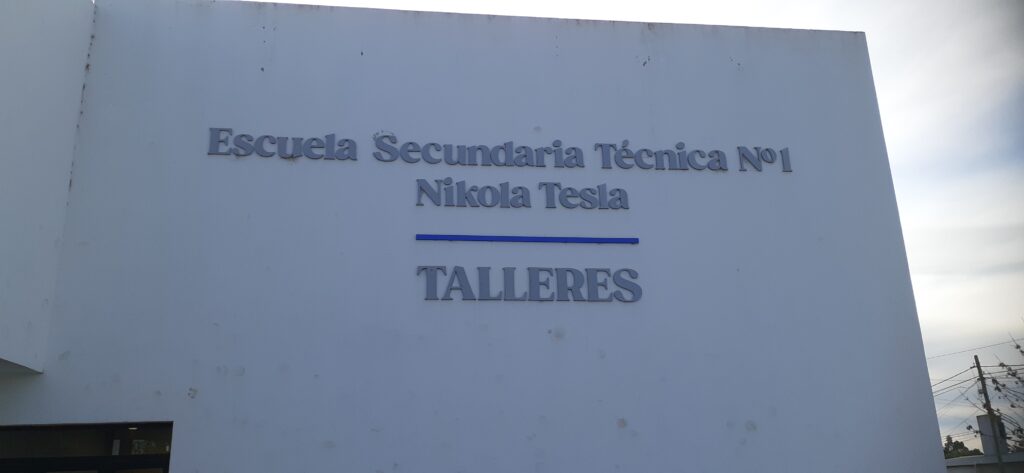 Escuela Secundaria Técnica Nº1
Nikola Tesla
TALLERES